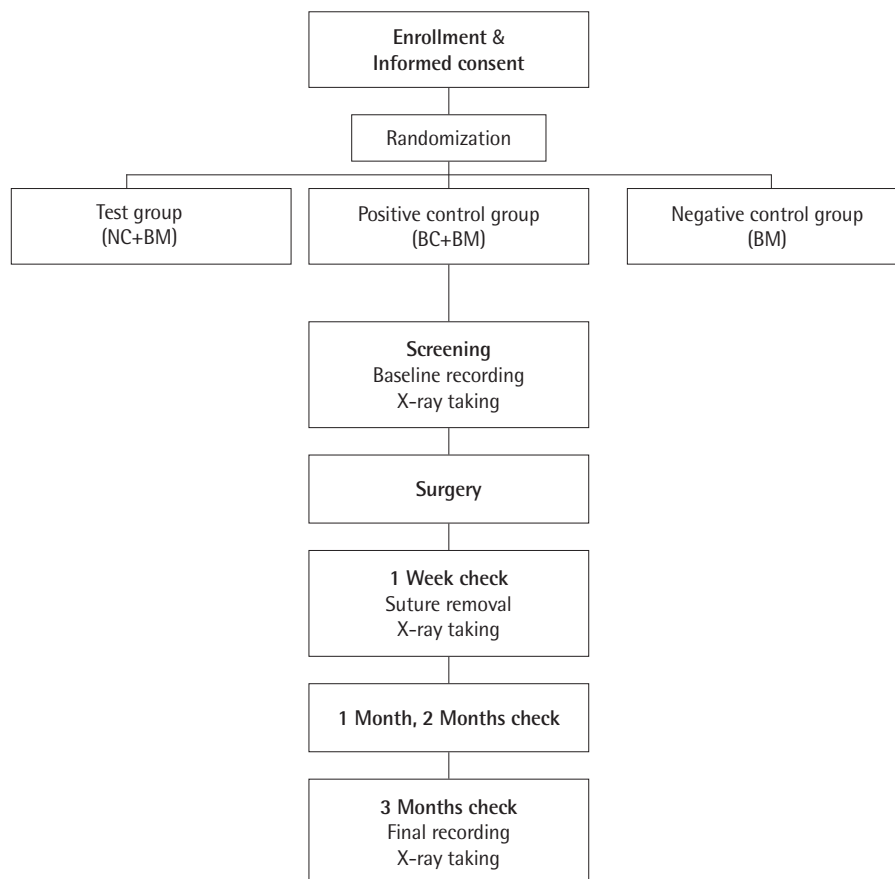 Enrollment &
Informed consent
Randomization
Test group
(NC+BM)
Positive control group
(BC+BM)
Negative control group
(BM)
Screening
Baseline recording
X-ray taking
Surgery
1 Week check
Suture removal
X-ray taking
1 Month, 2 Months check
3 Months check
Final recording
X-ray taking